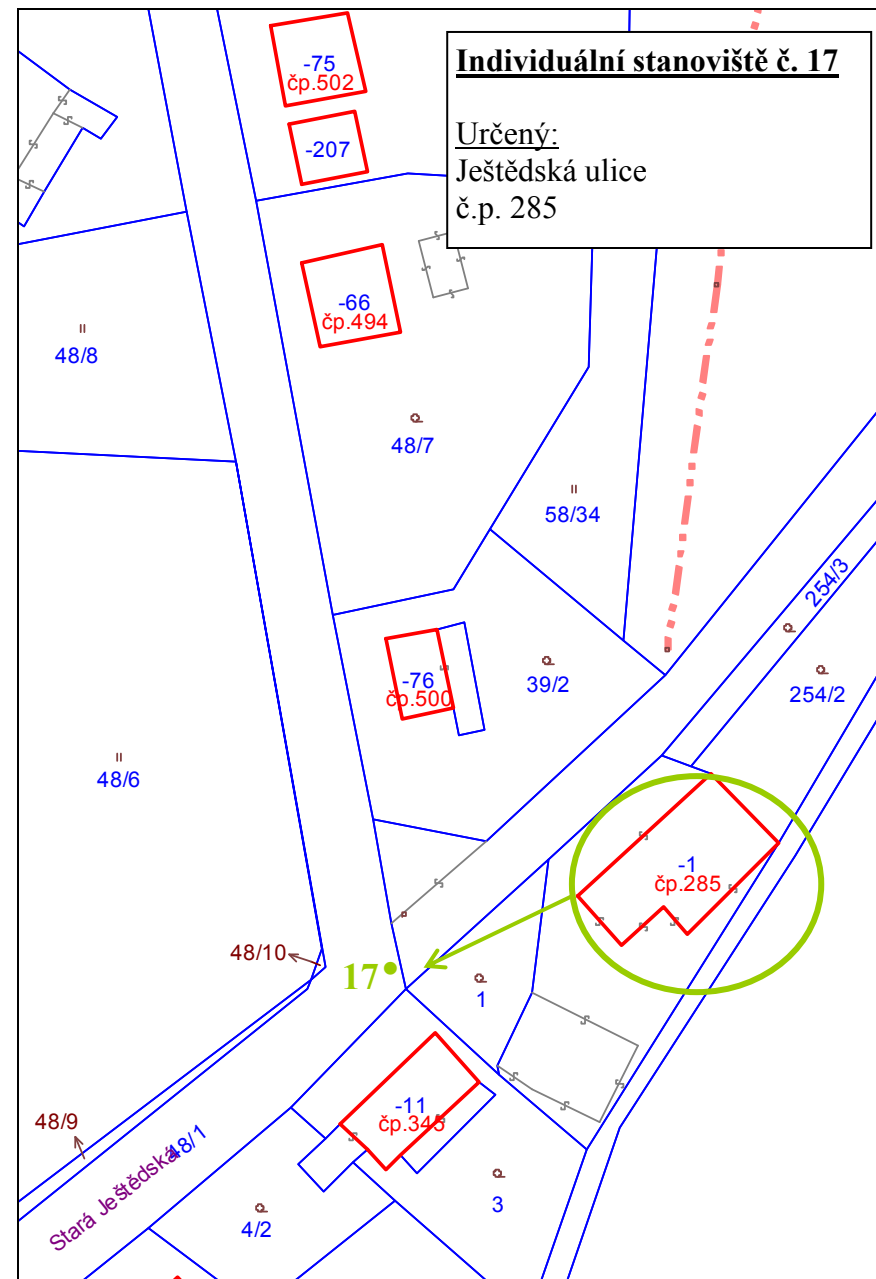 Individuální stanoviště č. 17
Určený:
Ještědská ulice
č.p. 285
-75
čp.502
-207
-66
čp.494
48/8
48/7
58/34
254/3
-76
čp.500
39/2
254/2
48/6
-1
čp.285
48/10
17
1
-11
čp.345
48/9
48/1
Stará Ještědská
3
4/2